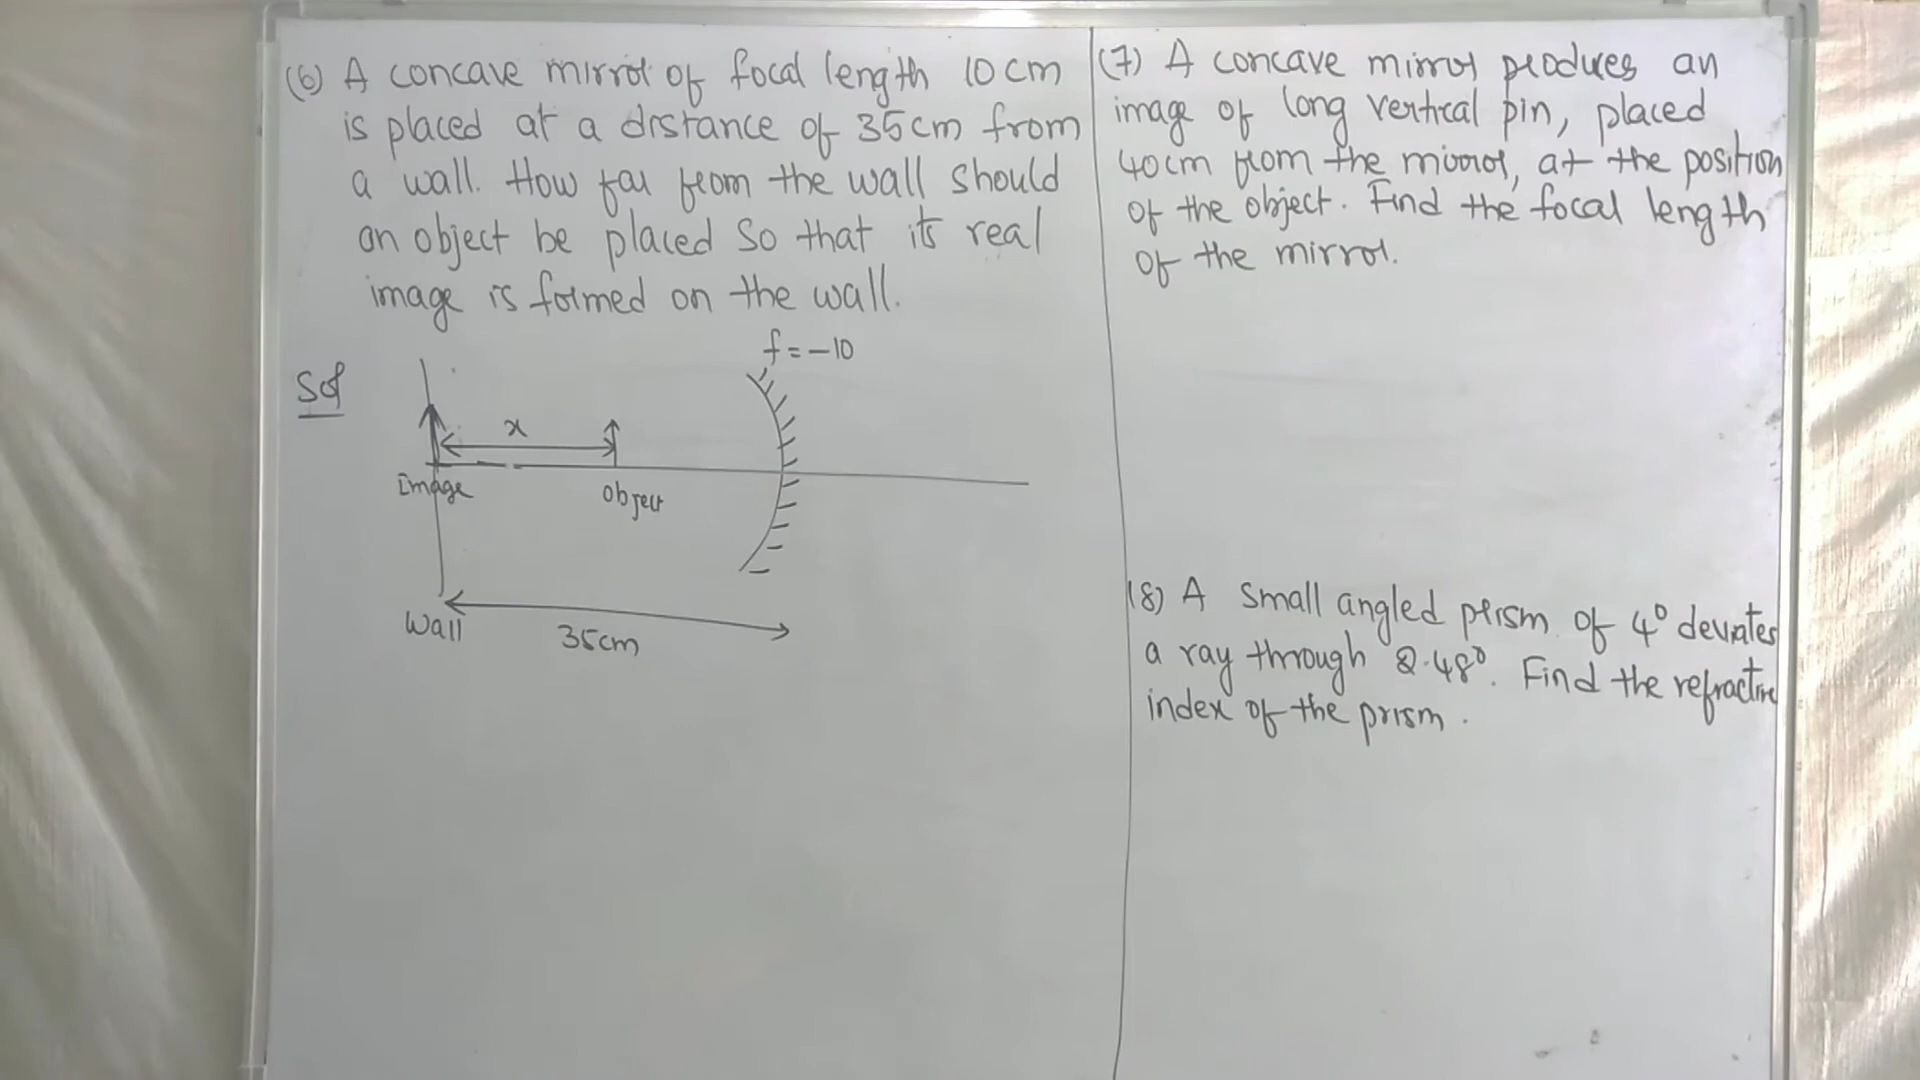 (6) A concave mirror of focal length 10cm
is placed at a distance of 35cm from
a wall. How far from the wall should
an object be placed so that its real
image is formed on the wall.
Sol
f = -10
x
Image
object
Wall
35cm
(7) A concave mirror produces an
image of long vertical pin, placed
40cm from the mirror, at the position
of the object. Find the focal length
of the mirror.
(8) A small angled prism of 4° deviates
a ray through 2.48°. Find the refractive
index of the prism.